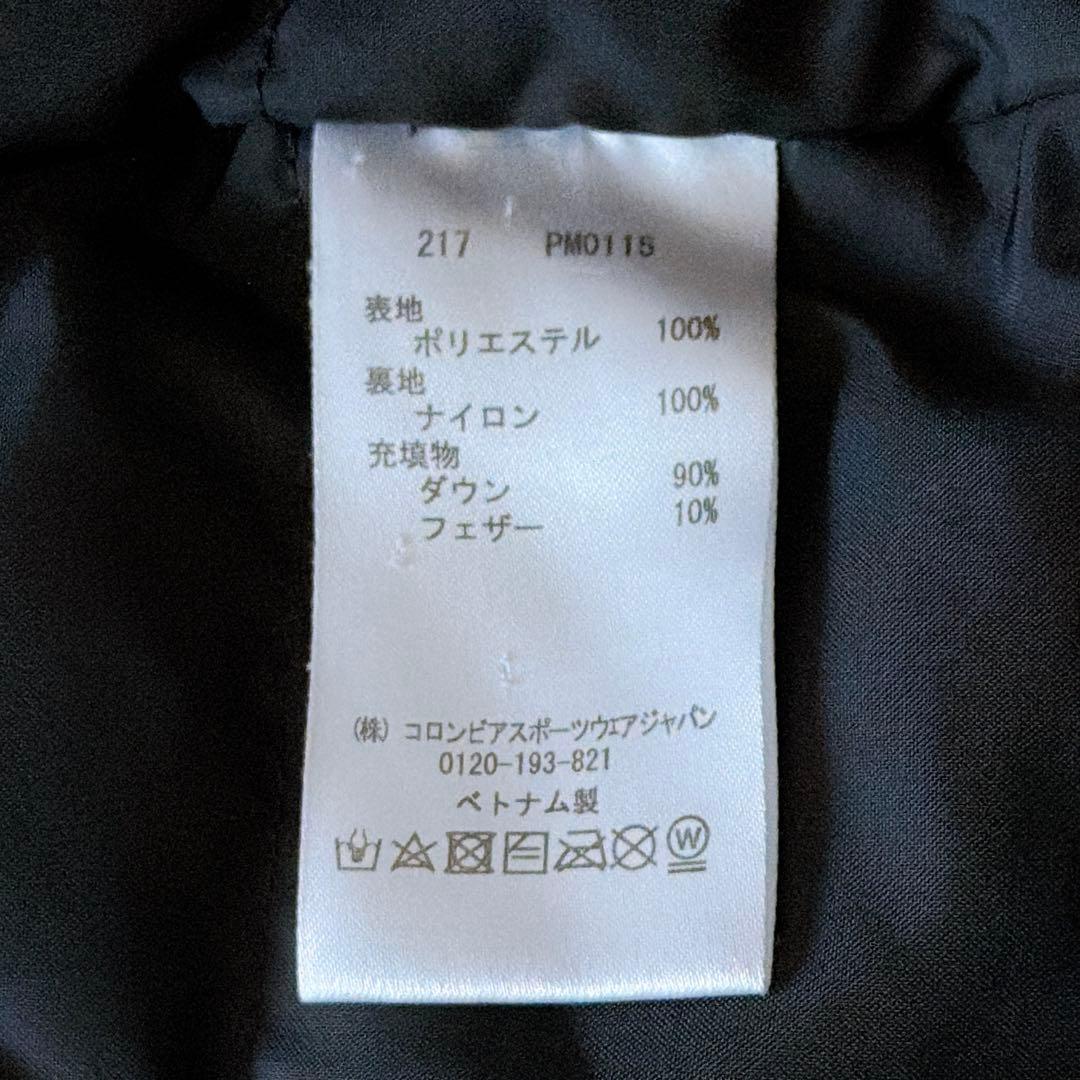 217 PM0115
表地
ポリエステル 100%
裏地
ナイロン 100%
充填物
ダウン 90%
フェザー 10%
(株) コロンビアスポーツウェアジャパン
0120-193-821
ベトナム製
W